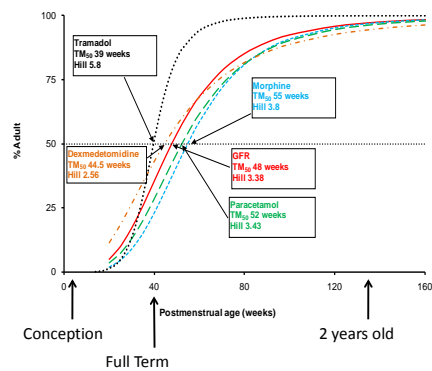 100
75
50
25
0
% Adult
Tramadol
TM50 39 weeks
Hill 5.8
Morphine
TM50 55 weeks
Hill 3.8
Dexmedetomidine
TM50 44.5 weeks
Hill 2.56
GFR
TM50 48 weeks
Hill 3.38
Paracetamol
TM50 52 weeks
Hill 3.43
0 40 80 120 160
Postmenstrual age (weeks)
Conception
2 years old
Full Term